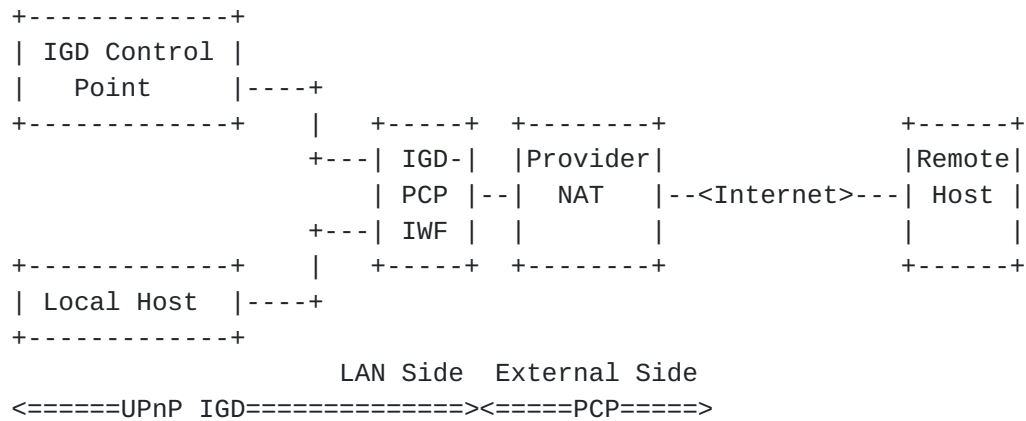 +-------------+
| IGD Control |
|   Point     |----+
+-------------+    |   +-----+  +--------+               +------+
                   +---| IGD-|  |Provider|               |Remote|
                       | PCP |--|  NAT   |--<Internet>---| Host |
                   +---| IWF |  |        |               |      |
+-------------+    |   +-----+  +--------+               +------+
| Local Host  |----+
+-------------+
                     LAN Side  External Side
<======UPnP IGD==============><=====PCP=====>